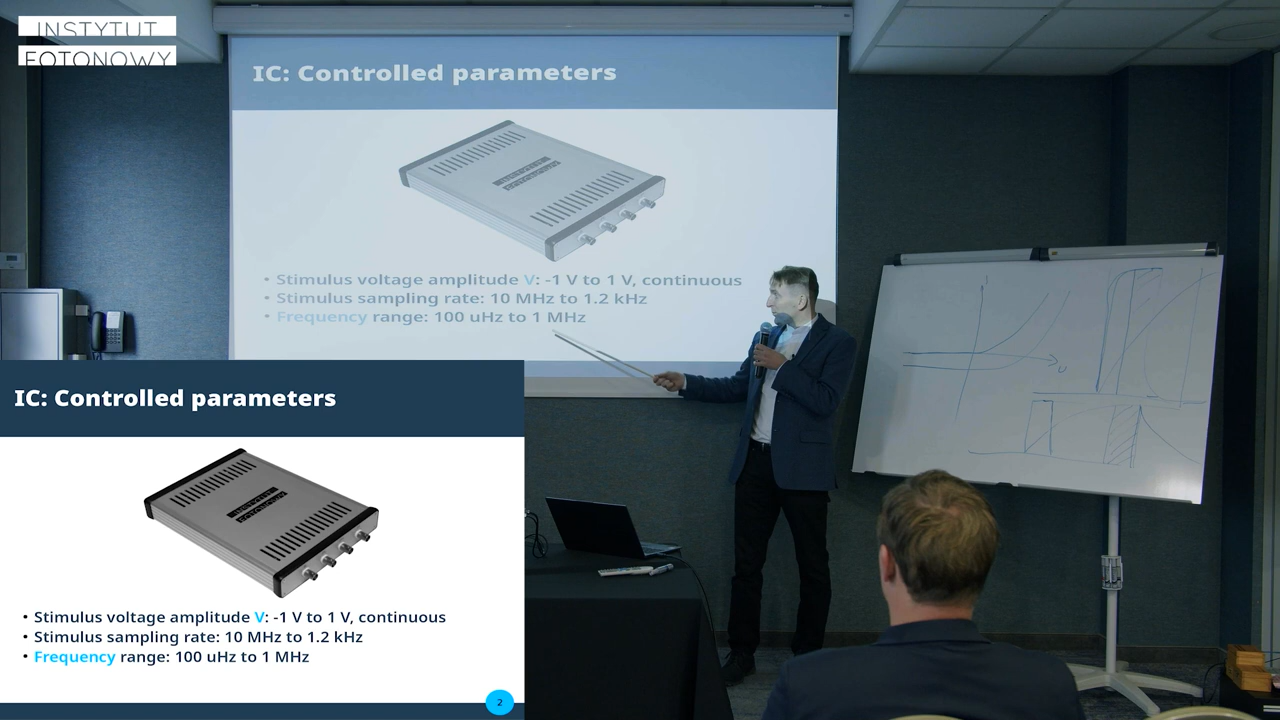 INSTYTUT
FOTONOWY
IC: Controlled parameters
• Stimulus voltage amplitude V: -1 V to 1 V, continuous
• Stimulus sampling rate: 10 MHz to 1.2 kHz
• Frequency range: 100 uHz to 1 MHz
IC: Controlled parameters
INSTYTUT
FOTONOWY
• Stimulus voltage amplitude V: -1 V to 1 V, continuous
• Stimulus sampling rate: 10 MHz to 1.2 kHz
• Frequency range: 100 uHz to 1 MHz
2